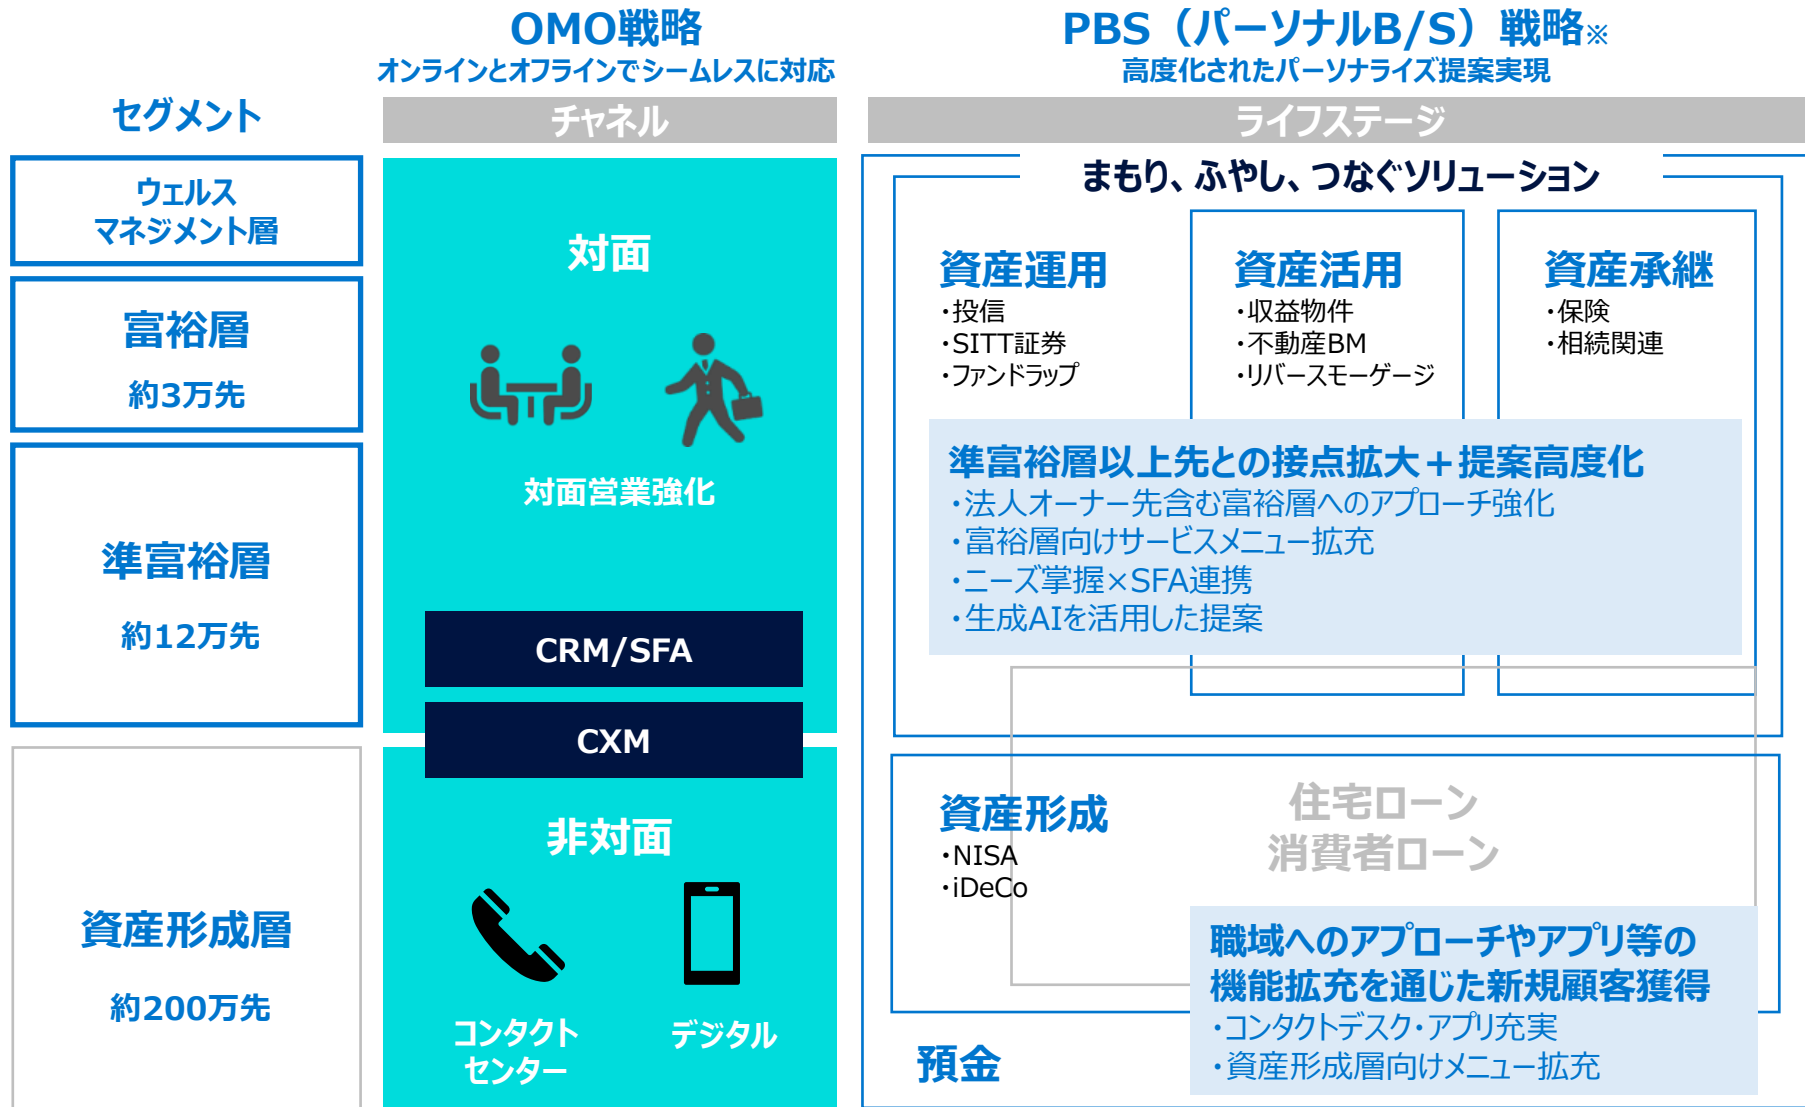 OMO戦略
オンラインとオフラインでシームレスに対応
PBS（パーソナルB/S）戦略※
高度化されたパーソナライズ提案実現
セグメント
チャネル
ライフステージ
ウェルス
マネジメント層
富裕層
約3万先
準富裕層
約12万先
資産形成層
約200万先
対面
対面営業強化
CRM/SFA
CXM
非対面
コンタクト
センター
デジタル
まもり、ふやし、つなぐソリューション
資産運用
・投信
・SITT証券
・ファンドラップ
資産活用
・収益物件
・不動産BM
・リバースモーゲージ
資産承継
・保険
・相続関連
準富裕層以上先との接点拡大＋提案高度化
・法人オーナー先含む富裕層へのアプローチ強化
・富裕層向けサービスメニュー拡充
・ニーズ掌握×SFA連携
・生成AIを活用した提案
資産形成
・NISA
・iDeCo
住宅ローン
消費者ローン
職域へのアプローチやアプリ等の
機能拡充を通じた新規顧客獲得
・コンタクトデスク・アプリ充実
・資産形成層向けメニュー拡充
預金